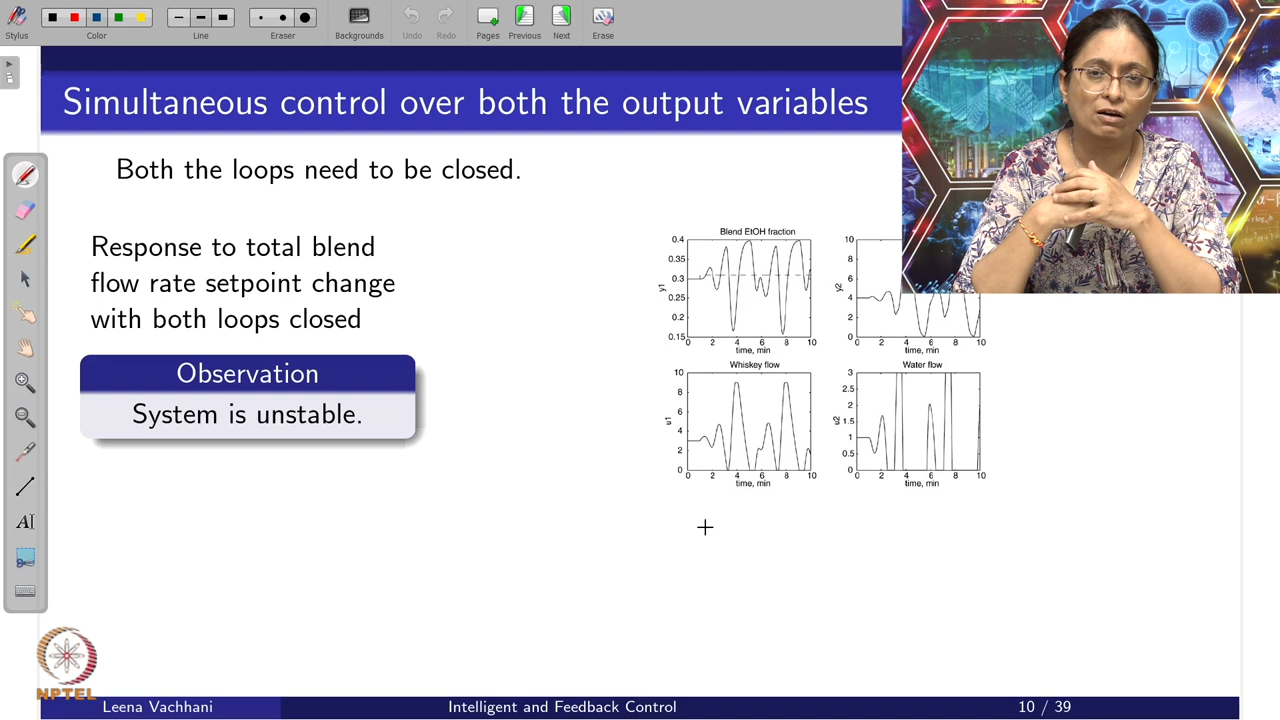 Stylus
Color
Line
Eraser
Backgrounds
Undo
Redo
Pages
Previous
Next
Erase
Simultaneous control over both the output variables
Both the loops need to be closed.
Response to total blend
flow rate setpoint change
with both loops closed
Observation
System is unstable.
Blend EtOH fraction
0.4
0.35
0.3
0.25
0.2
0.15
y1
0 2 4 6 8 10
time, min
10
8
6
4
2
0
y2
0 2 4 6 8 10
time, min
Whiskey flow
10
8
6
4
2
0
u1
0 2 4 6 8 10
time, min
Water flow
3
2.5
2
1.5
1
0.5
0
u2
0 2 4 6 8 10
time, min
NPTEL
Leena Vachhani Intelligent and Feedback Control 10 / 39